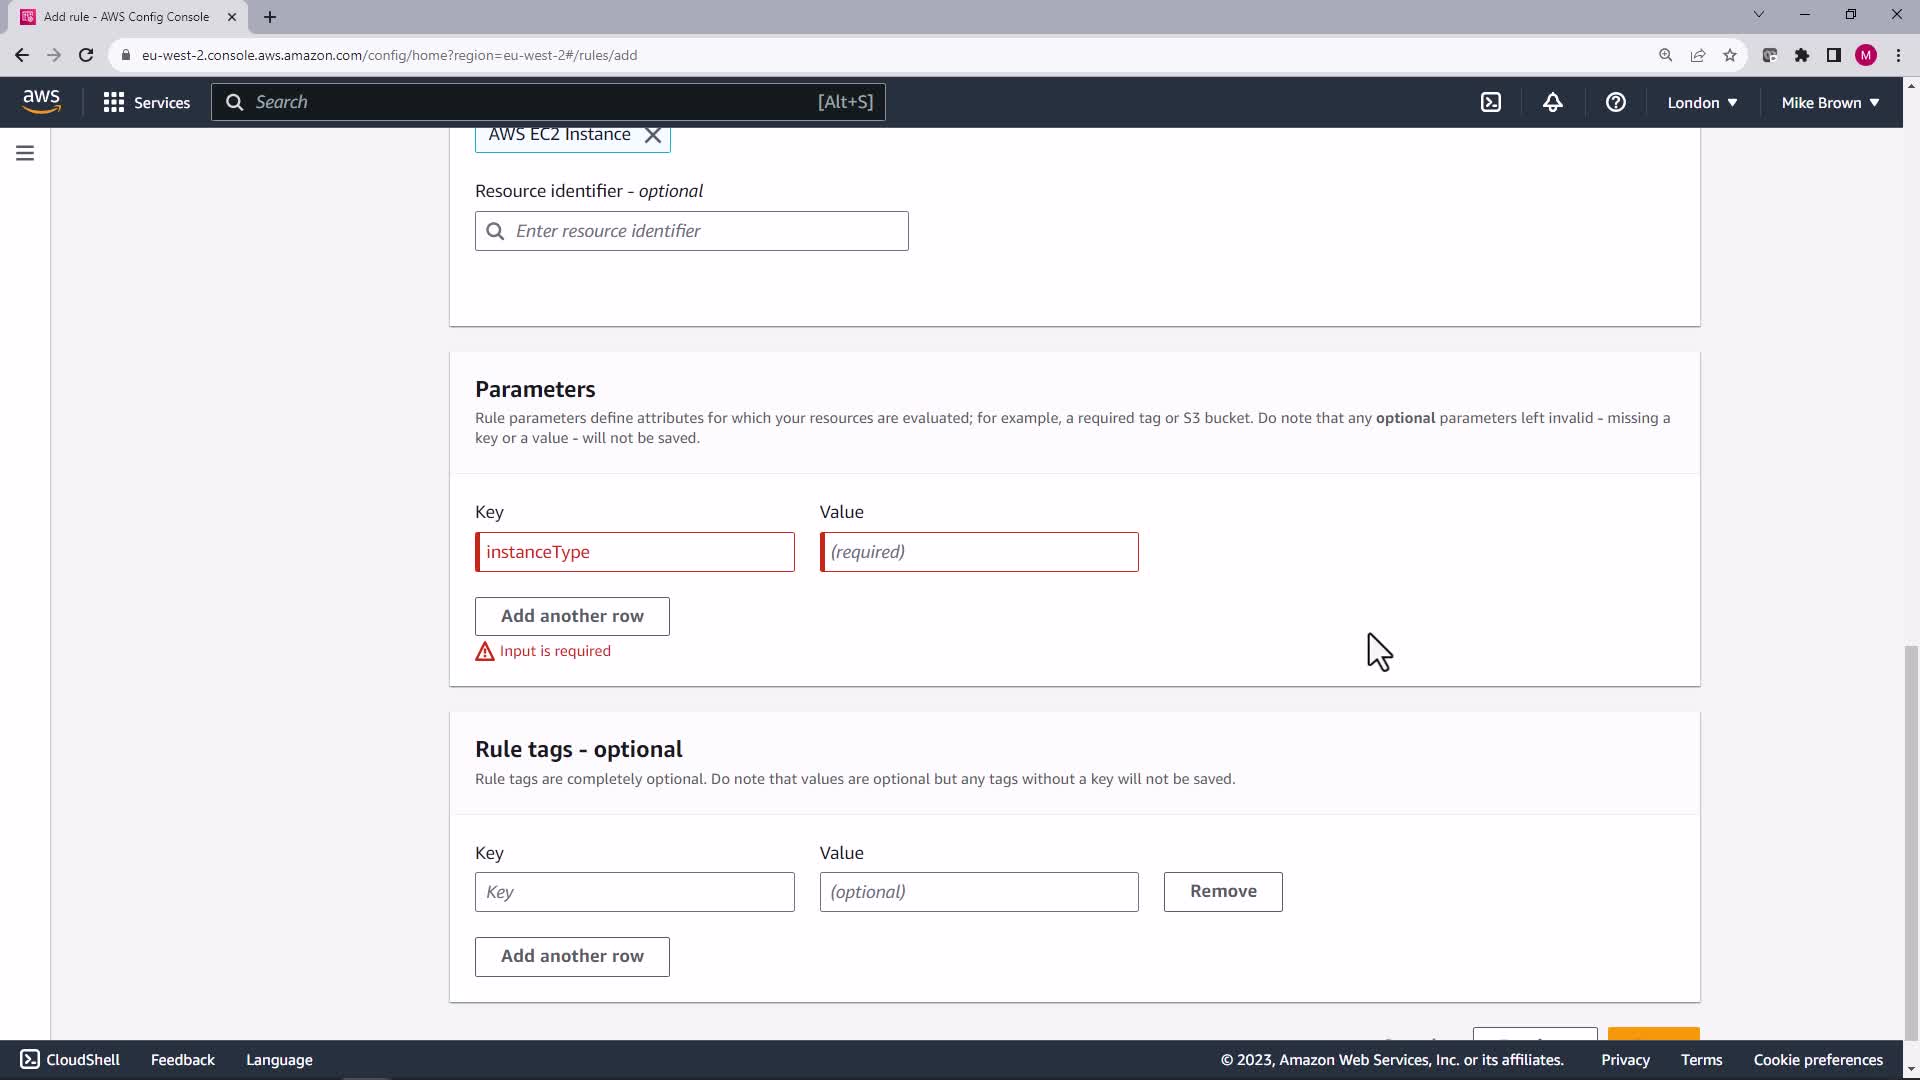 Add rule - AWS Config Console
eu-west-2.console.aws.amazon.com/config/home?region=eu-west-2#/rules/add
M
aws
Services
Search
[Alt+S]
London
Mike Brown
AWS EC2 Instance
Resource identifier - optional
Enter resource identifier
Parameters
Rule parameters define attributes for which your resources are evaluated; for example, a required tag or S3 bucket. Do note that any optional parameters left invalid - missing a
key or a value - will not be saved.
Key Value
instanceType (required)
Add another row
Input is required
Rule tags - optional
Rule tags are completely optional. Do note that values are optional but any tags without a key will not be saved.
Key Value
Key (optional) Remove
Add another row
CloudShell Feedback Language © 2023, Amazon Web Services, Inc. or its affiliates. Privacy Terms Cookie preferences